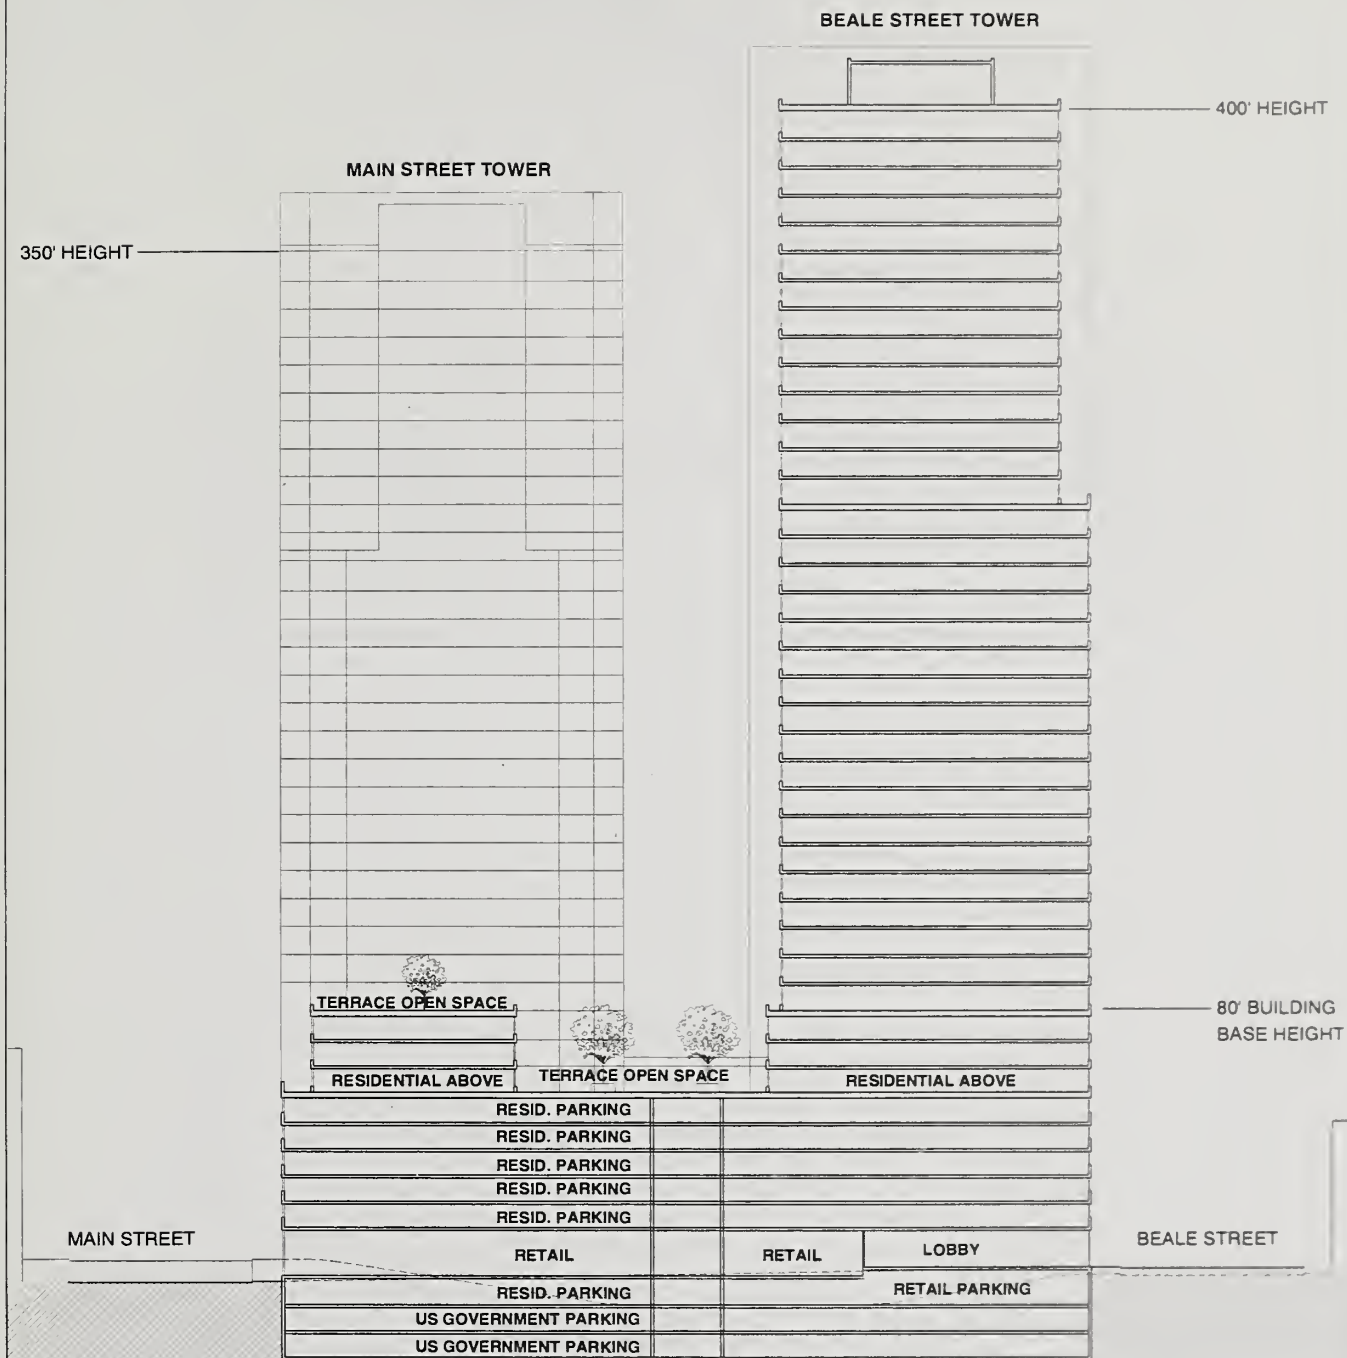 BEALE STREET TOWER
400' HEIGHT
MAIN STREET TOWER
350' HEIGHT
TERRACE OPEN SPACE
80' BUILDING
BASE HEIGHT
RESIDENTIAL ABOVE
TERRACE OPEN SPACE
RESIDENTIAL ABOVE
RESID. PARKING
RESID. PARKING
RESID. PARKING
RESID. PARKING
RESID. PARKING
MAIN STREET
RETAIL
RETAIL
LOBBY
BEALE STREET
RESID. PARKING
RETAIL PARKING
US GOVERNMENT PARKING
US GOVERNMENT PARKING